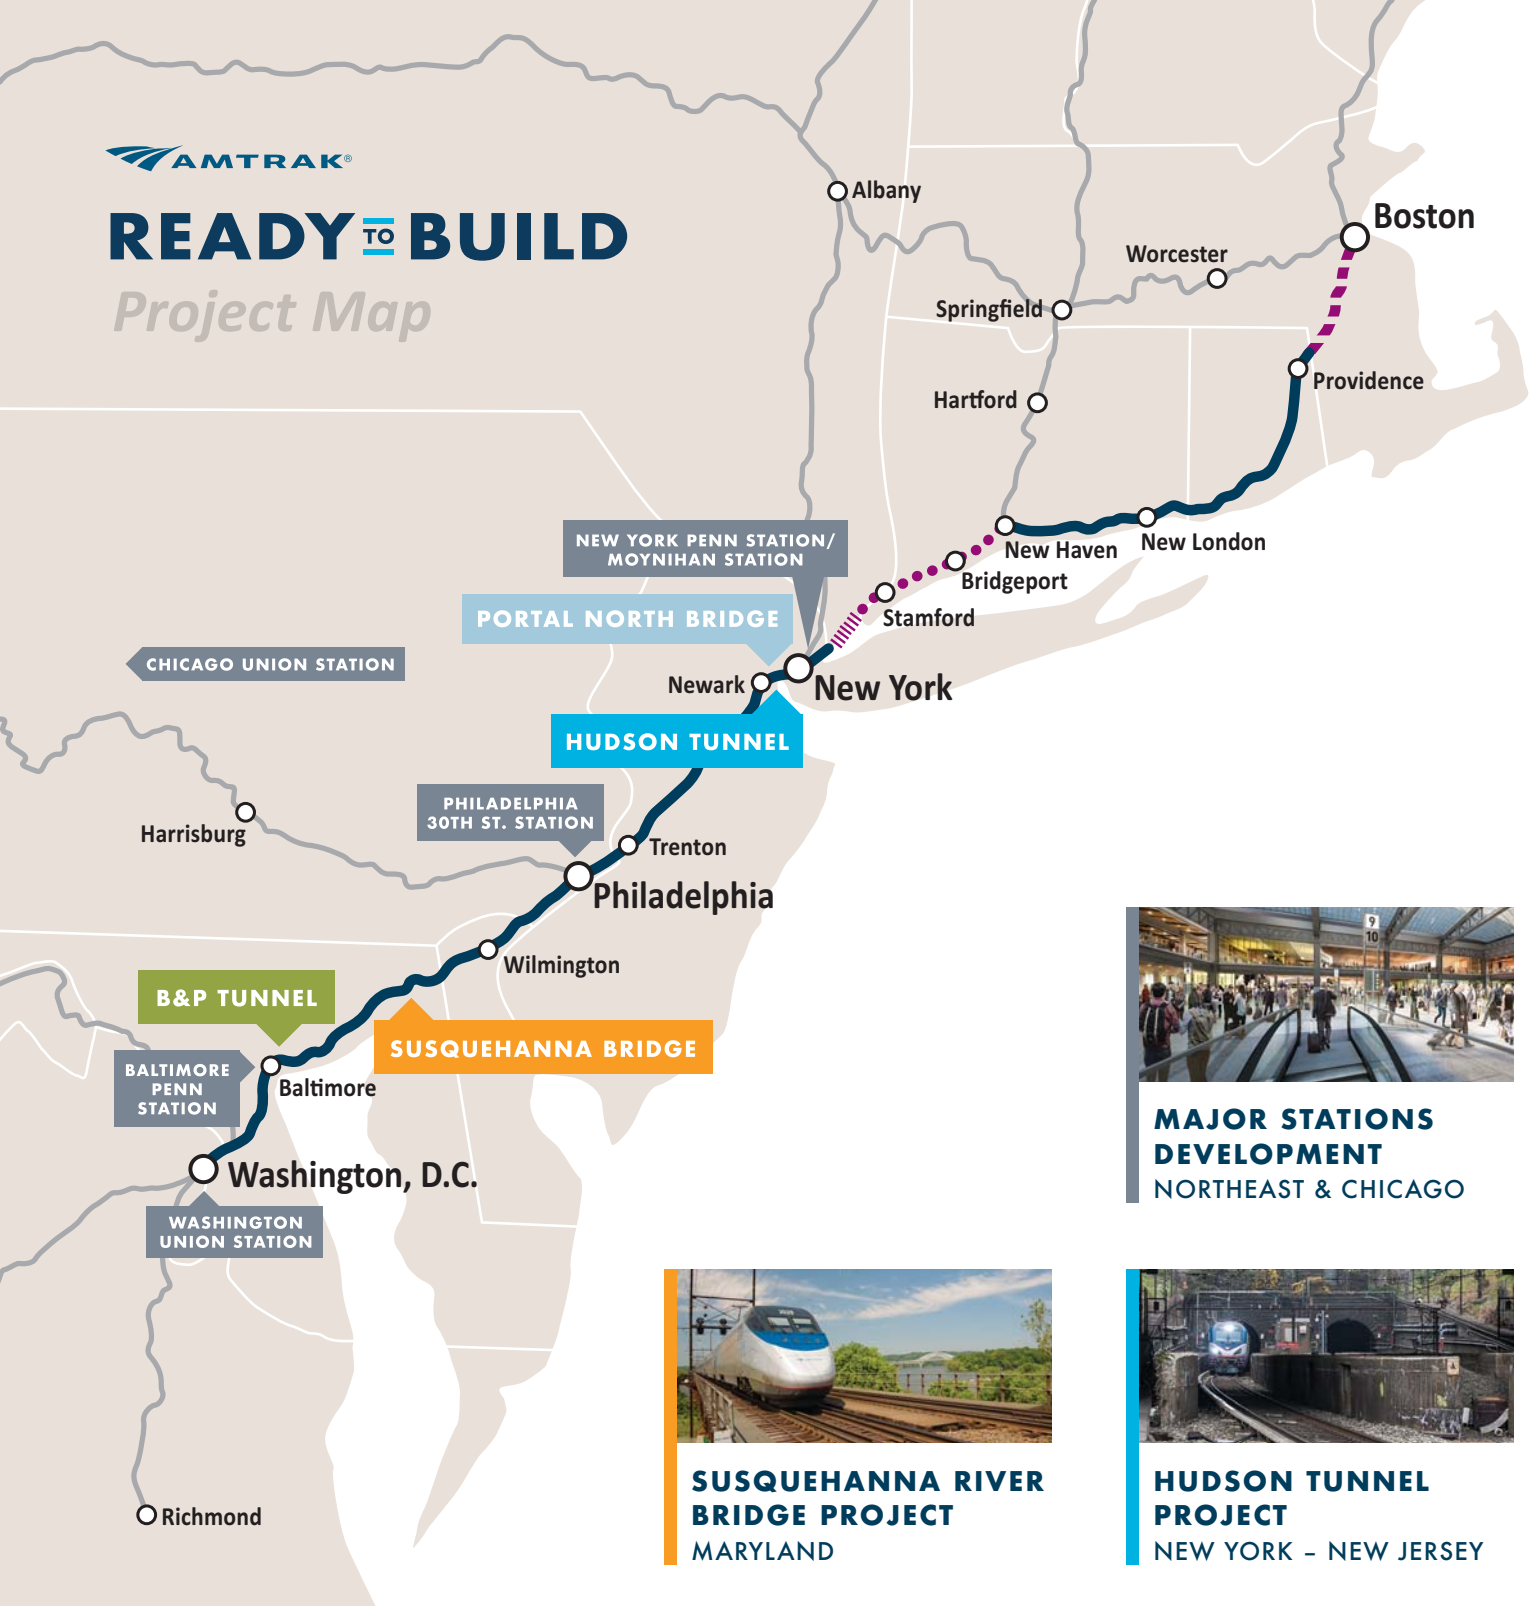 AMTRAK®
READY TO BUILD
Project Map
Albany
Boston
Worcester
Springfield
Providence
Hartford
NEW YORK PENN STATION/
MOYNIHAN STATION
New Haven
New London
Bridgeport
PORTAL NORTH BRIDGE
Stamford
CHICAGO UNION STATION
Newark
New York
HUDSON TUNNEL
PHILADELPHIA
30TH ST. STATION
Harrisburg
Trenton
Philadelphia
Wilmington
B&P TUNNEL
SUSQUEHANNA BRIDGE
BALTIMORE
PENN
STATION
Baltimore
Washington, D.C.
WASHINGTON
UNION STATION
Richmond
9
10
MAJOR STATIONS
DEVELOPMENT
NORTHEAST & CHICAGO
SUSQUEHANNA RIVER
BRIDGE PROJECT
MARYLAND
HUDSON TUNNEL
PROJECT
NEW YORK – NEW JERSEY